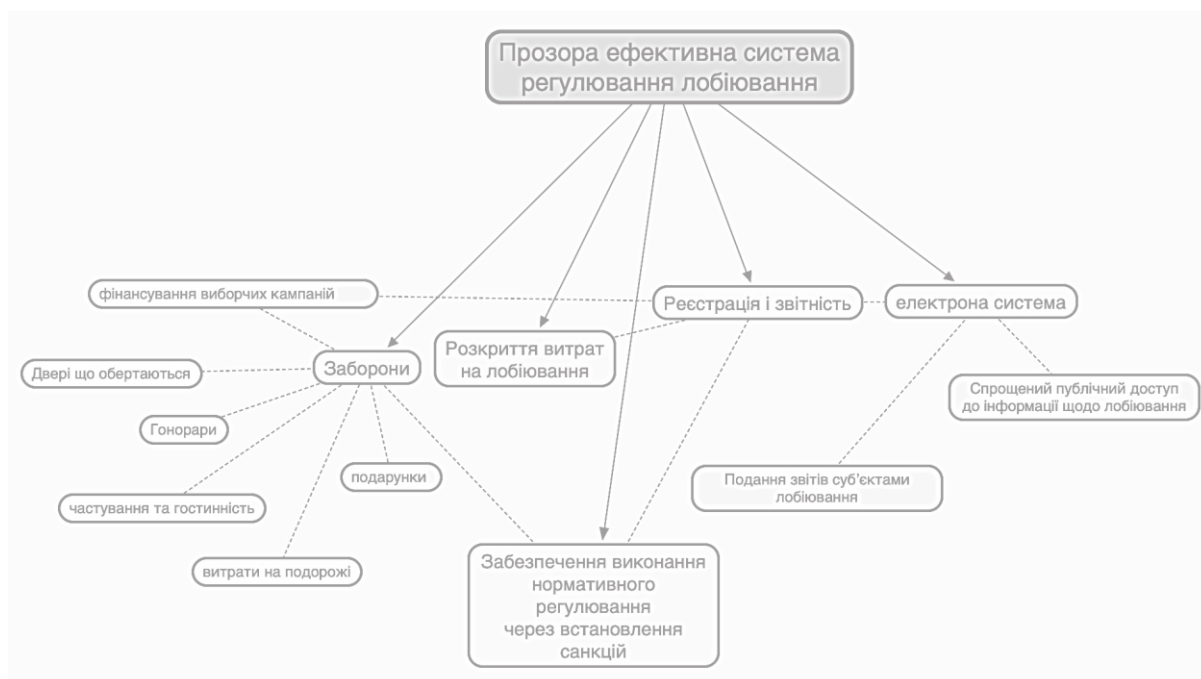 Прозора ефективна система
регулювання лобіювання
фінансування виборчих кампаній
Реєстрація і звітність
електрона система
Розкриття витрат
на лобіювання
Заборони
Двері що обертаються
Спрощений публічний доступ
до інформації щодо лобіювання
Гонорари
подарунки
Подання звітів суб’єктами
лобіювання
частування та гостинність
витрати на подорожі
Забезпечення виконання
нормативного
регулювання
через встановлення
санкцій